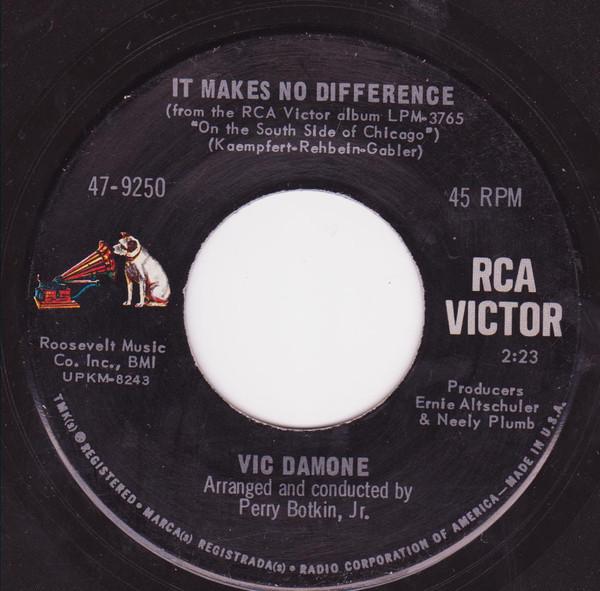 IT MAKES NO DIFFERENCE
(from the RCA Victor album LPM-3765
"On the South Side of Chicago")
(Kaempfert-Rehbein-Gabler)
47-9250
45 RPM
RCA
VICTOR
2:23
Roosevelt Music
Co. Inc., BMI
UPKM-8243
Producers
Ernie Altschuler
& Neely Plumb
VIC DAMONE
Arranged and conducted by
Perry Botkin, Jr.
TMK(s) ® REGISTERED • MARCA(s) REGISTRADA(s) • RADIO CORPORATION OF AMERICA—MADE IN U.S.A.